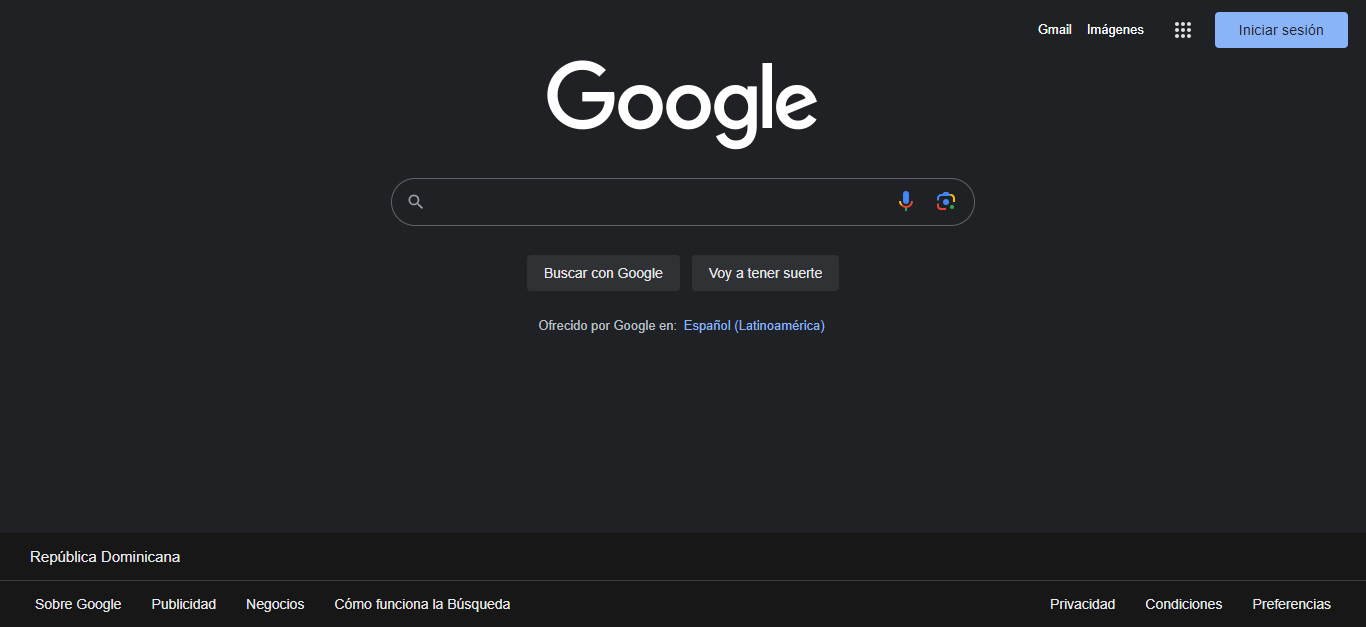 Gmail Imágenes Iniciar sesión
Google
Buscar con Google Voy a tener suerte
Ofrecido por Google en: Español (Latinoamérica)
República Dominicana
Sobre Google Publicidad Negocios Cómo funciona la Búsqueda Privacidad Condiciones Preferencias